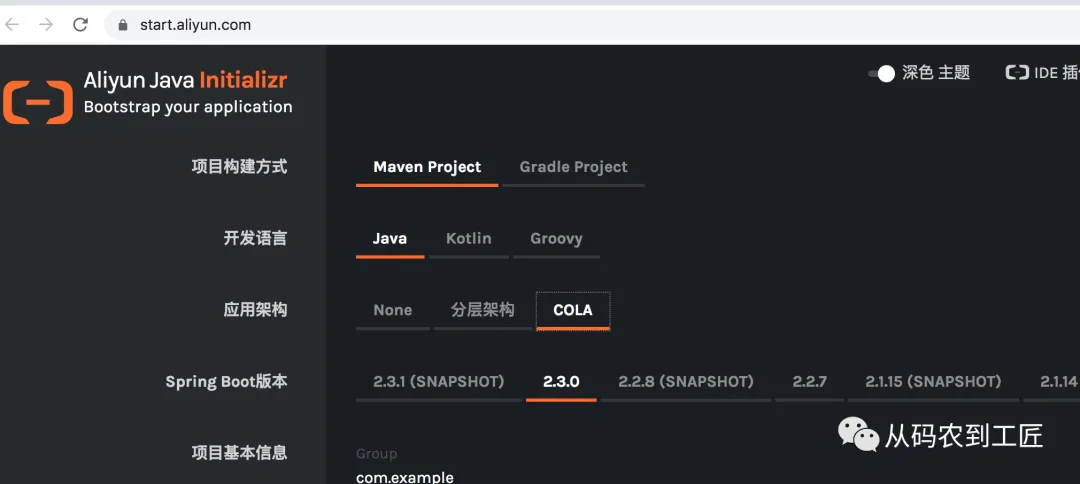 start.aliyun.com
Aliyun Java Initializr
Bootstrap your application
深色 主题
IDE 插
项目构建方式
Maven Project Gradle Project
开发语言
Java Kotlin Groovy
应用架构
None 分层架构 COLA
Spring Boot版本
2.3.1 (SNAPSHOT) 2.3.0 2.2.8 (SNAPSHOT) 2.2.7 2.1.15 (SNAPSHOT) 2.1.14
从码农到工匠
项目基本信息
Group
com.example